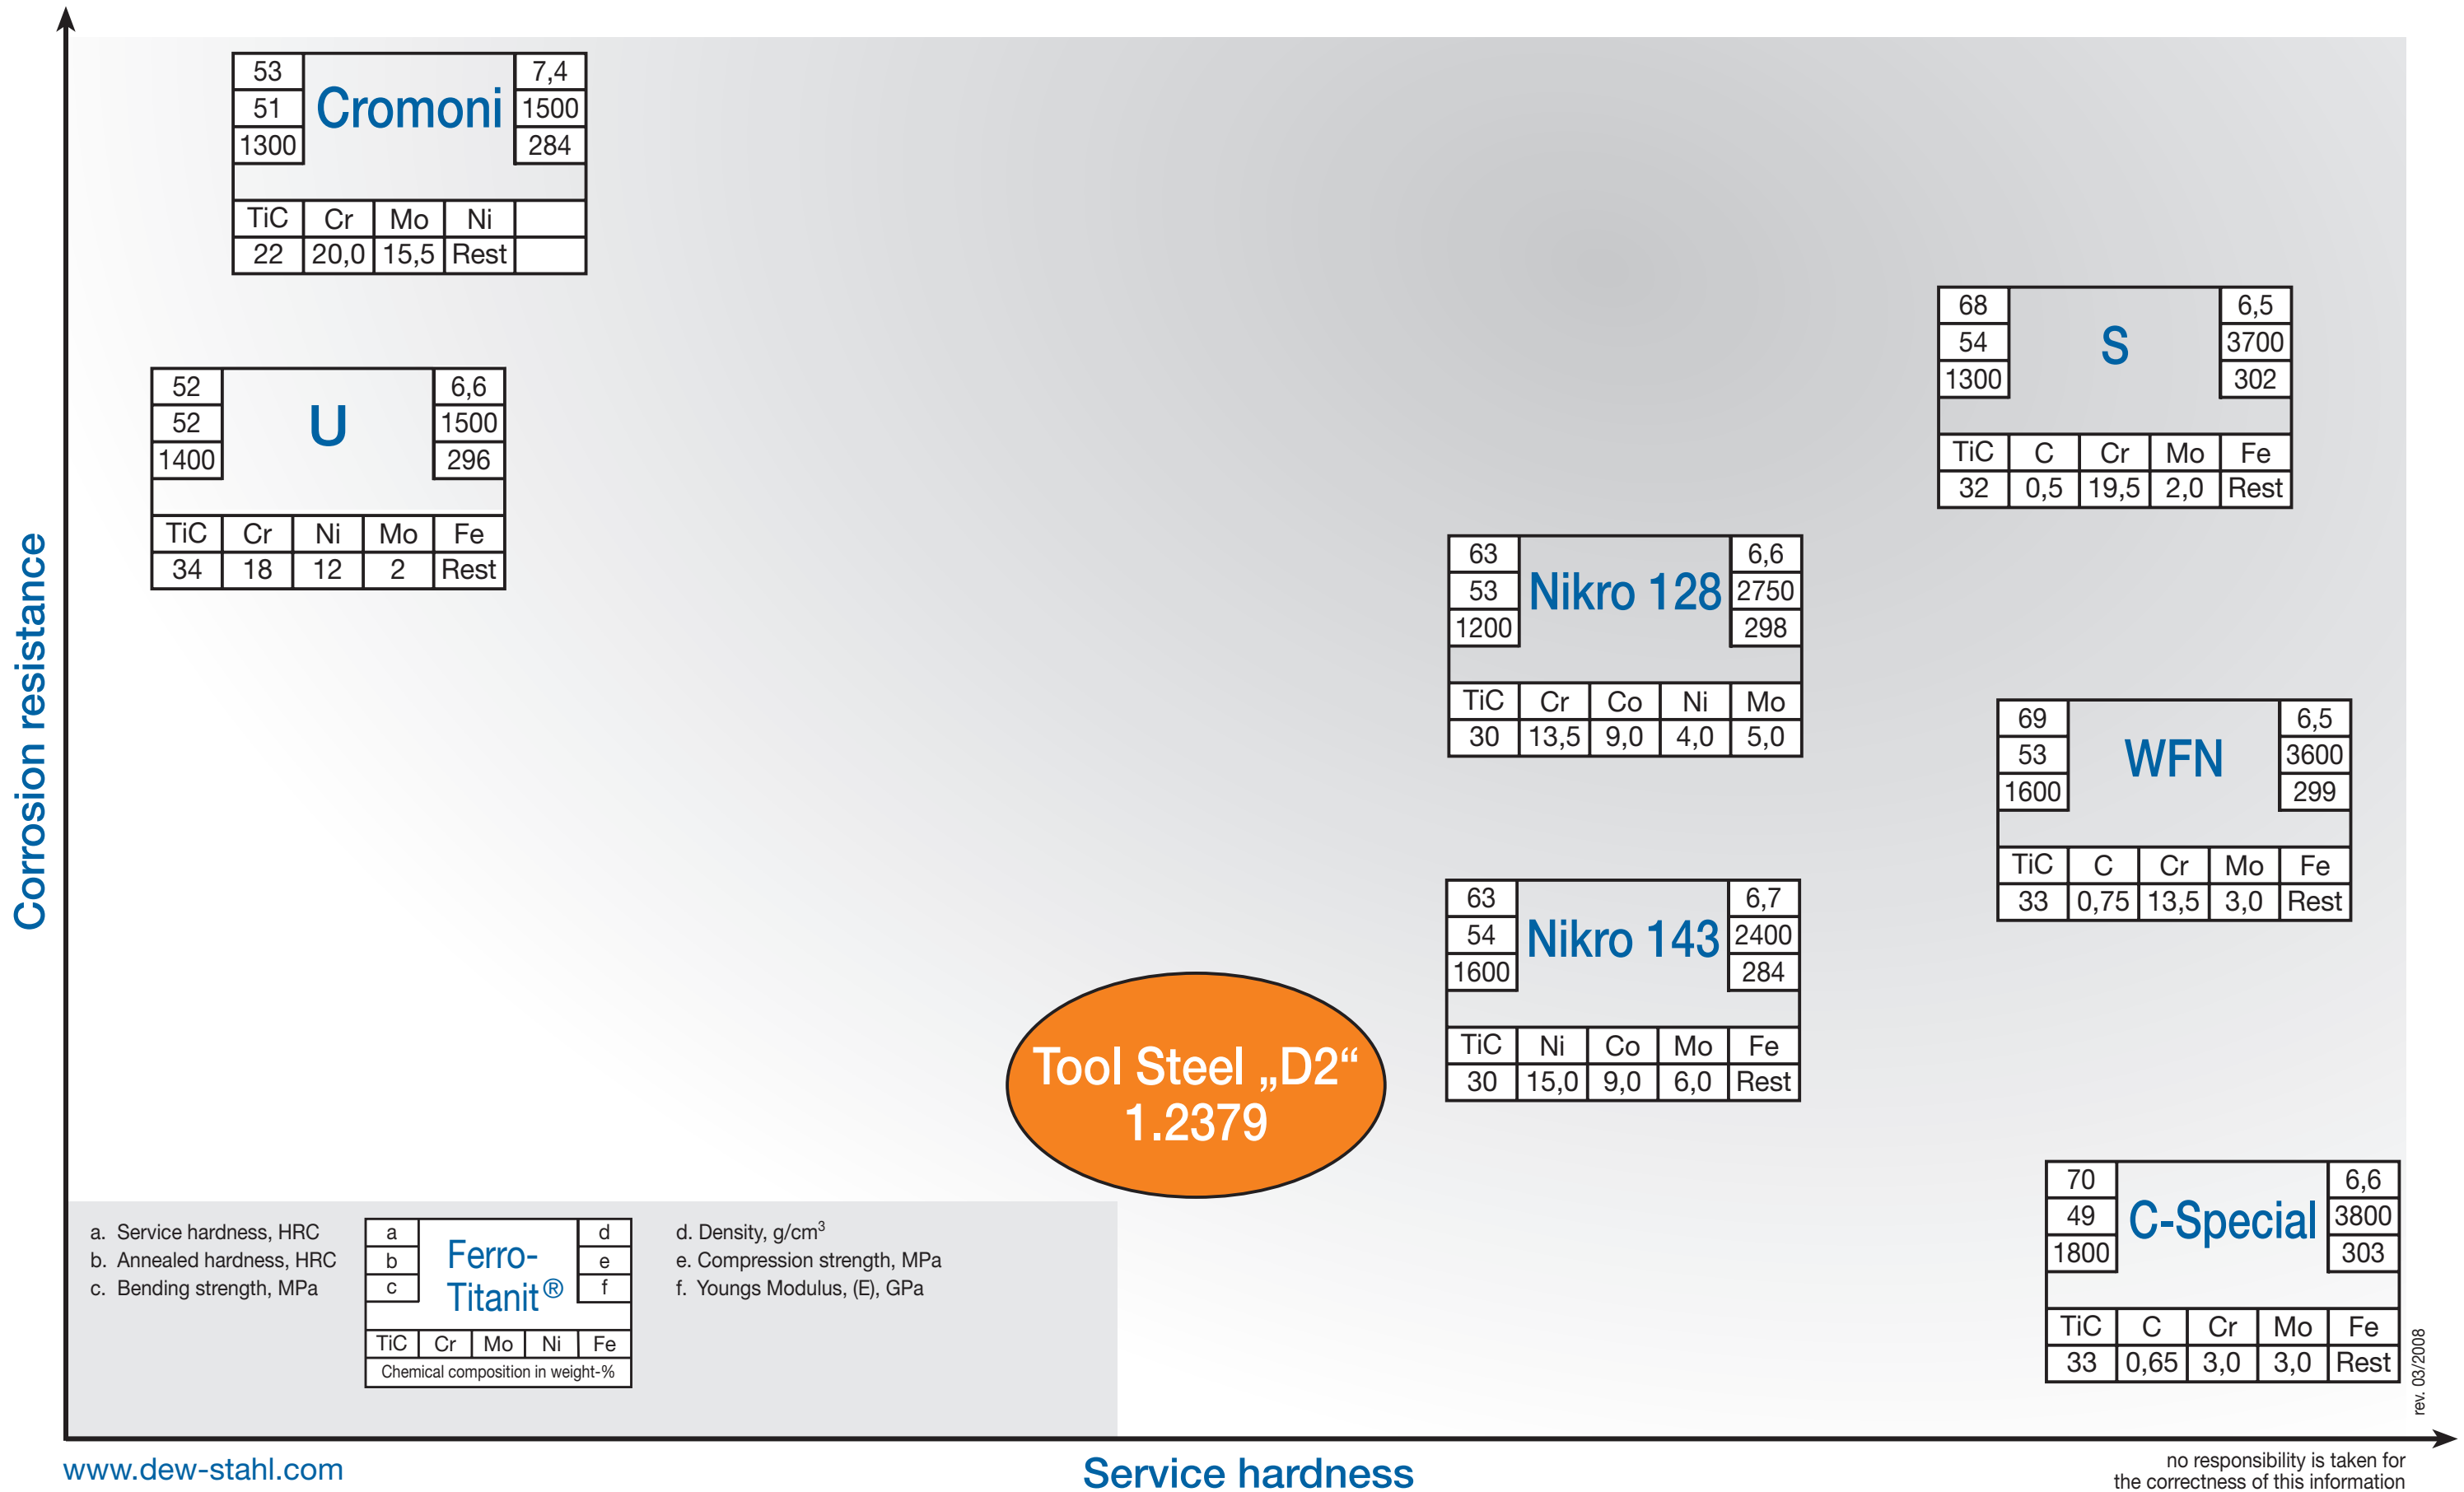 53 7,4
51 Cromoni 1500
1300 284
TiC Cr Mo Ni
22 20,0 15,5 Rest
68 6,5
54 S 3700
1300 302
TiC C Cr Mo Fe
32 0,5 19,5 2,0 Rest
52 6,6
52 U 1500
1400 296
TiC Cr Ni Mo Fe
34 18 12 2 Rest
63 6,6
53 Nikro 128 2750
1200 298
TiC Cr Co Ni Mo
30 13,5 9,0 4,0 5,0
69 6,5
53 WFN 3600
1600 299
TiC C Cr Mo Fe
33 0,75 13,5 3,0 Rest
63 6,7
54 Nikro 143 2400
1600 284
TiC Ni Co Mo Fe
30 15,0 9,0 6,0 Rest
Tool Steel „D2“
1.2379
70 6,6
49 C-Special 3800
1800 303
TiC C Cr Mo Fe
33 0,65 3,0 3,0 Rest
Corrosion resistance
a. Service hardness, HRC
b. Annealed hardness, HRC
c. Bending strength, MPa
a d
b Ferro- e
c Titanit® f
TiC Cr Mo Ni Fe
Chemical composition in weight-%
d. Density, g/cm³
e. Compression strength, MPa
f. Youngs Modulus, (E), GPa
rev. 03/2008
www.dew-stahl.com
Service hardness
no responsibility is taken for
the correctness of this information